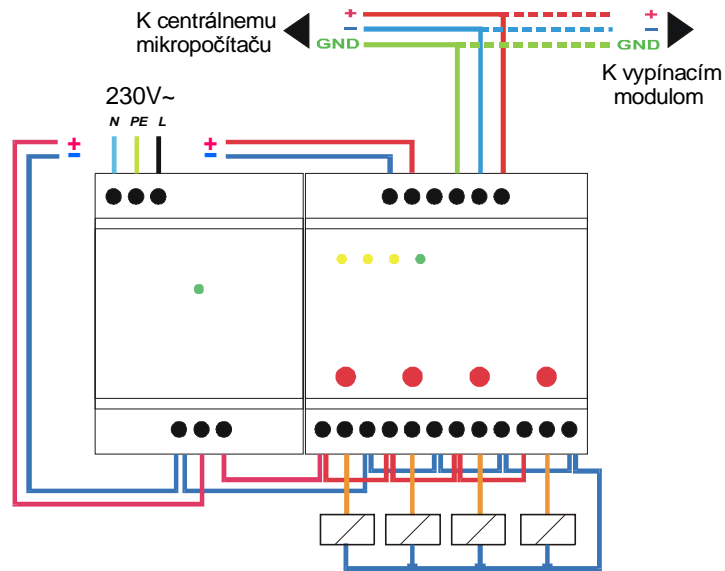 K centrálnemu
mikropočítaču
+
−
GND
+
−
GND
K vypínacím
modulom
230V~
N PE L
+
−
+
−